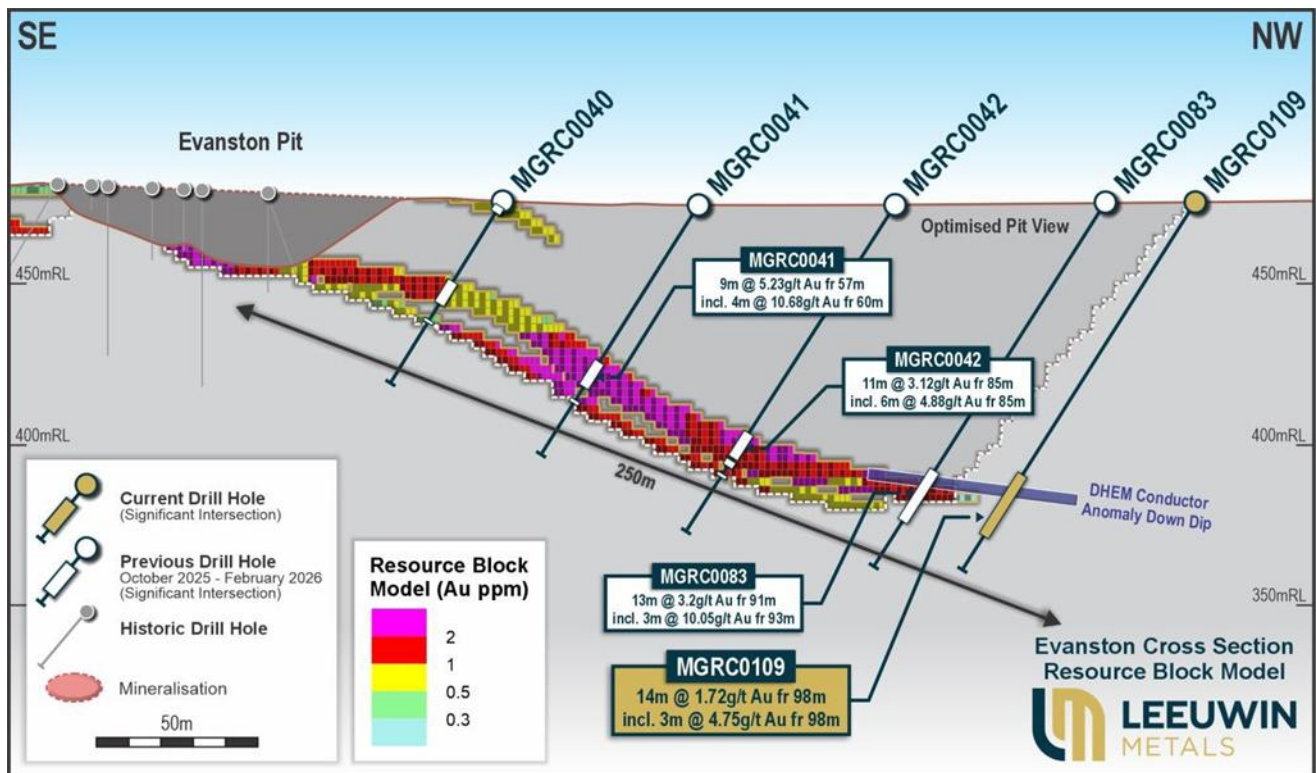 SE
NW
Evanston Pit
MGRC0040
MGRC0041
MGRC0042
MGRC0083
MGRC0109
Optimised Pit View
450mRL
450mRL
MGRC0041
9m @ 5.23g/t Au fr 57m
incl. 4m @ 10.68g/t Au fr 60m
MGRC0042
11m @ 3.12g/t Au fr 85m
incl. 6m @ 4.88g/t Au fr 85m
400mRL
400mRL
250m
DHEM Conductor
Anomaly Down Dip
MGRC0083
13m @ 3.2g/t Au fr 91m
incl. 3m @ 10.05g/t Au fr 93m
350mRL
MGRC0109
14m @ 1.72g/t Au fr 98m
incl. 3m @ 4.75g/t Au fr 98m
Current Drill Hole
(Significant Intersection)
Previous Drill Hole
October 2025 - February 2026
(Significant Intersection)
Historic Drill Hole
Mineralisation
50m
Resource Block
Model (Au ppm)
2
1
0.5
0.3
Evanston Cross Section
Resource Block Model
LEEUWIN
METALS